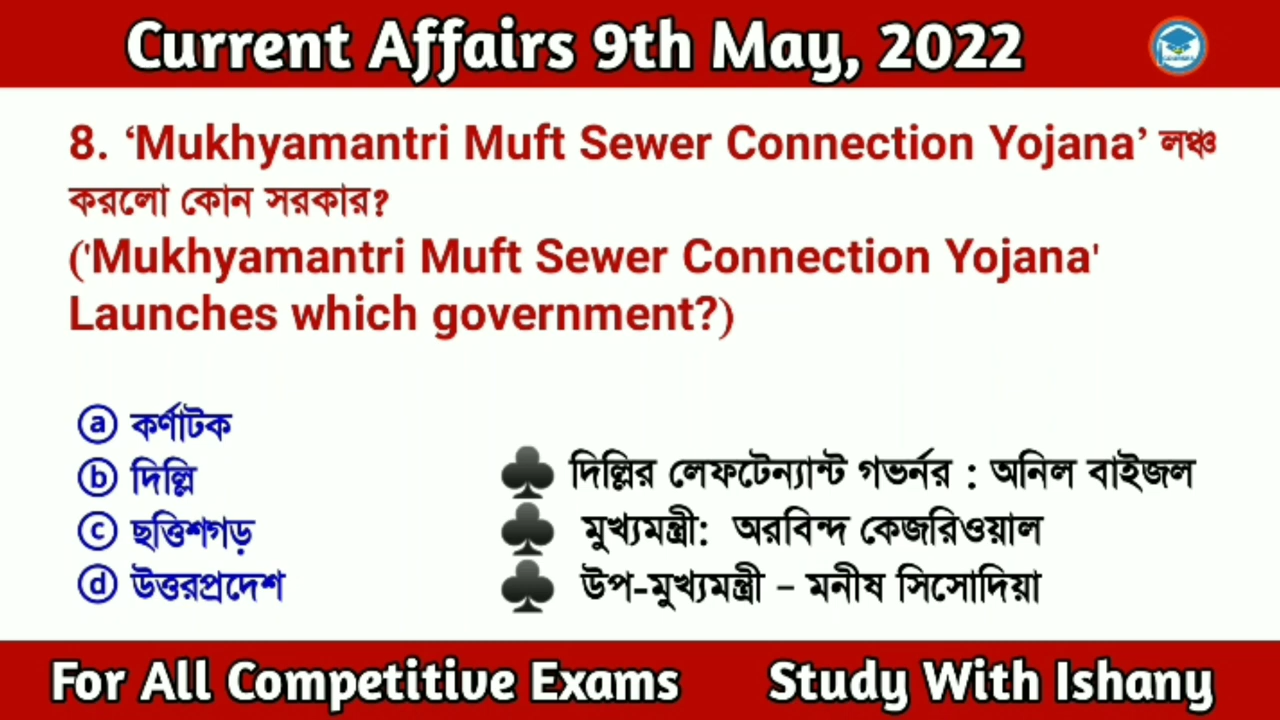 Current Affairs 9th May, 2022
8. ‘Mukhyamantri Muft Sewer Connection Yojana’ লঞ্চ
করলো কোন সরকার?
('Mukhyamantri Muft Sewer Connection Yojana'
Launches which government?)
ⓐ কর্ণাটক
ⓑ দিল্লি
ⓒ ছত্তিশগড়
ⓓ উত্তরপ্রদেশ
♣ দিল্লির লেফটেন্যান্ট গভর্নর : অনিল বাইজল
♣ মুখ্যমন্ত্রী: অরবিন্দ কেজরিওয়াল
♣ উপ-মুখ্যমন্ত্রী – মনীষ সিসোদিয়া
For All Competitive Exams Study With Ishany